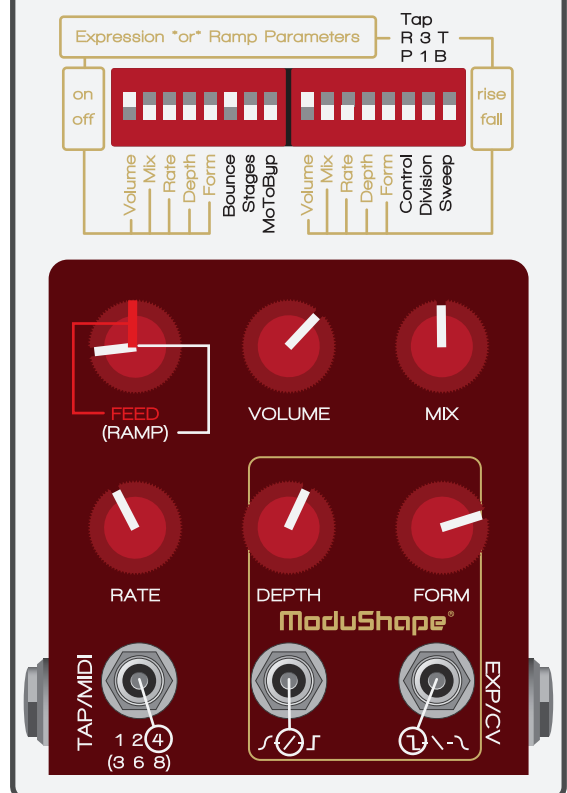 Tap
Expression "or" Ramp Parameters
R 3 T
P 1 B
on
off
rise
fall
Volume
Mix
Rate
Depth
Form
Bounce
Stages
MoToByp
Volume
Mix
Rate
Depth
Form
Control
Division
Sweep
FEED
(RAMP)
VOLUME
MIX
RATE
DEPTH
FORM
ModuShape®
TAP/MIDI
EXP/CV
1 2 4
(3 6 8)